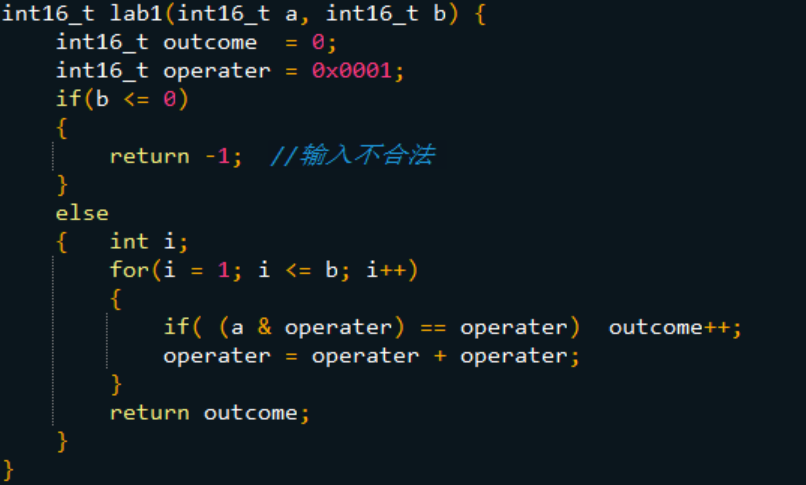 int16_t lab1(int16_t a, int16_t b) {
    int16_t outcome  = 0;
    int16_t operater = 0x0001;
    if(b <= 0)
    {
        return -1;  //输入不合法
    }
    else
    {   int i;
        for(i = 1; i <= b; i++)
        {
            if( (a & operater) == operater)  outcome++;
            operater = operater + operater;
        }
        return outcome;
    }
}